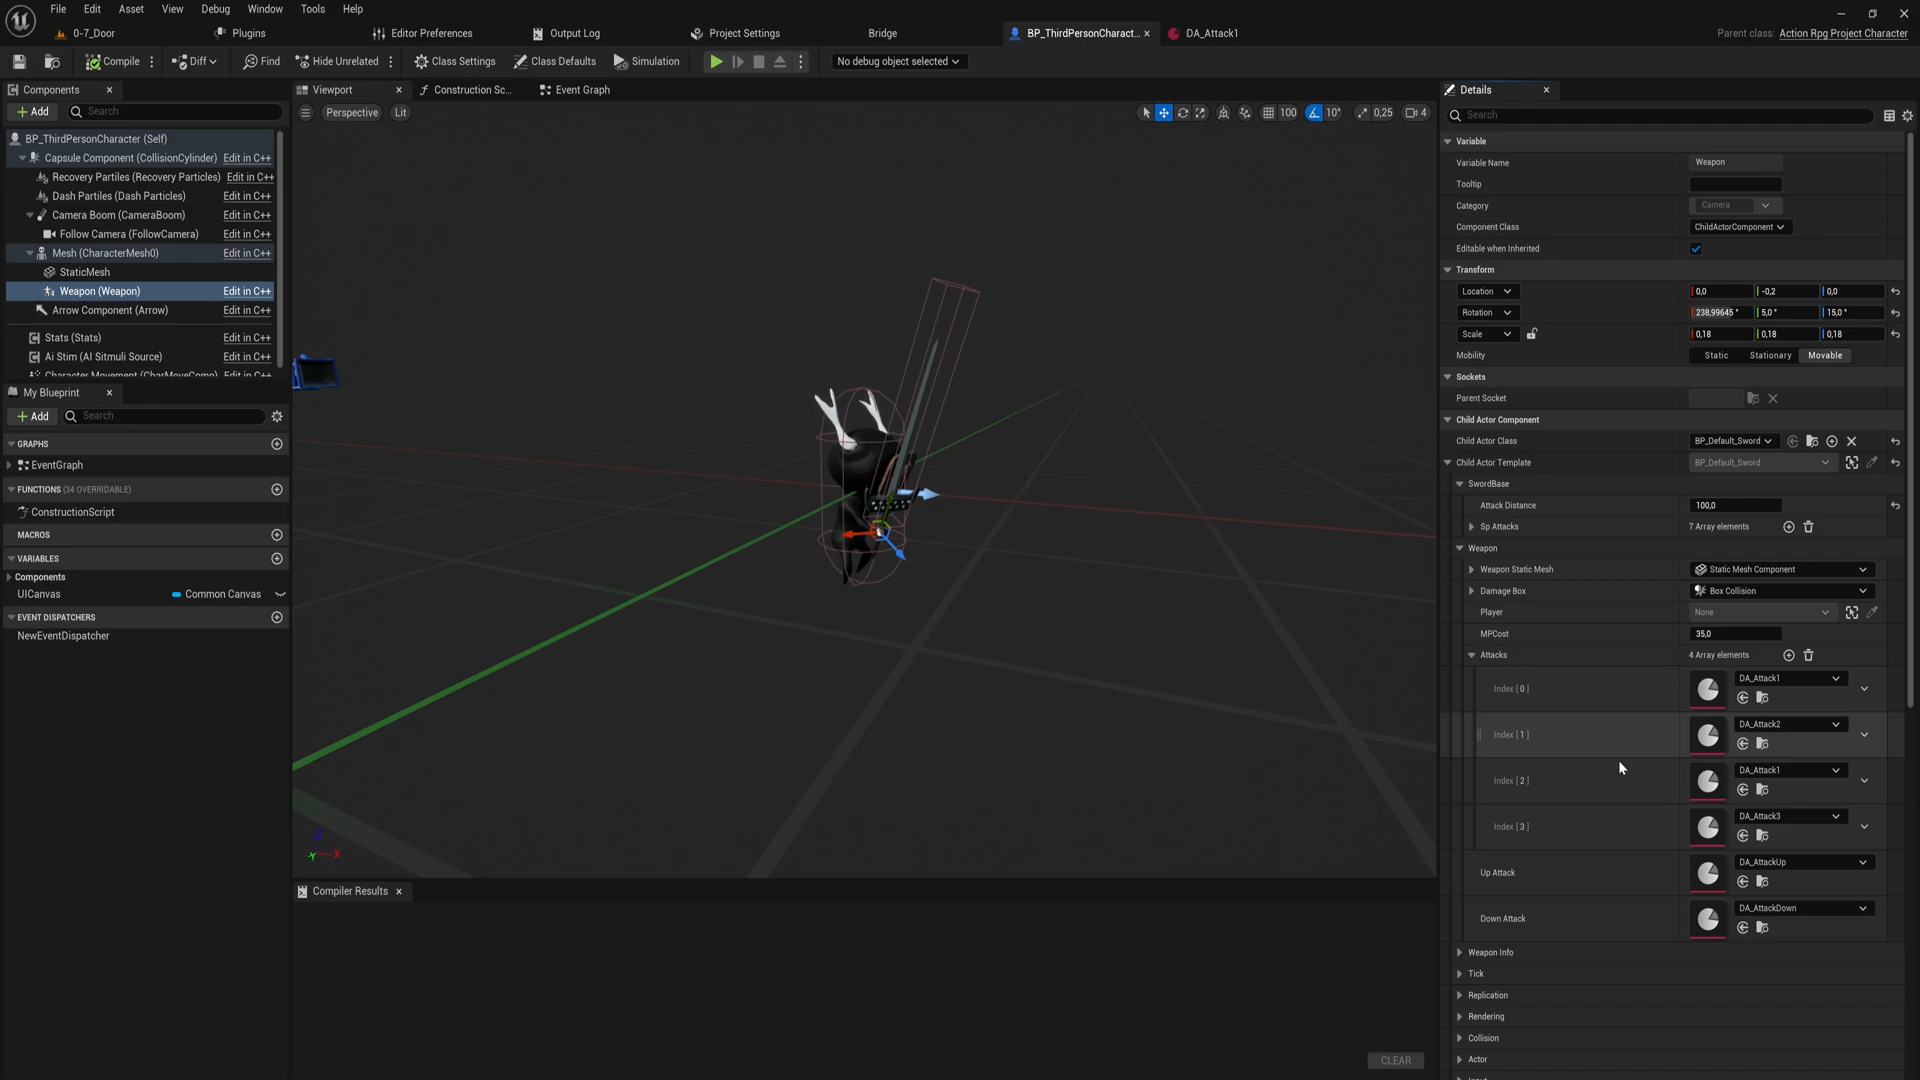 File Edit Asset View Debug Window Tools Help
0-7_Door Plugins Editor Preferences Output Log Project Settings Bridge BP_ThirdPersonCharact... DA_Attack1 Parent class: Action Rpg Project Character
Compile Diff Find Hide Unrelated Class Settings Class Defaults Simulation No debug object selected
Components
Add Search
BP_ThirdPersonCharacter (Self)
Capsule Component (CollisionCylinder) Edit in C++
Recovery Partiles (Recovery Particles) Edit in C++
Dash Partiles (Dash Particles) Edit in C++
Camera Boom (CameraBoom) Edit in C++
Follow Camera (FollowCamera) Edit in C++
Mesh (CharacterMesh0) Edit in C++
StaticMesh
Weapon (Weapon) Edit in C++
Arrow Component (Arrow) Edit in C++
Stats (Stats) Edit in C++
Ai Stim (AI Sitmuli Source) Edit in C++
Character Movement (CharMoveComp) Edit in C++
My Blueprint
Add Search
GRAPHS
EventGraph
FUNCTIONS (34 OVERRIDABLE)
ConstructionScript
MACROS
VARIABLES
Components
UICanvas Common Canvas
EVENT DISPATCHERS
NewEventDispatcher
Viewport Construction Sc... Event Graph
Perspective Lit 100 10° 0,25 4
Z
Y X
Compiler Results
CLEAR
Details
Search
Variable
Variable Name Weapon
Tooltip
Category Camera
Component Class ChildActorComponent
Editable when Inherited
Transform
Location 0,0 -0,2 0,0
Rotation 238,99645 ° 5,0 ° 15,0 °
Scale 0,18 0,18 0,18
Mobility Static Stationary Movable
Sockets
Parent Socket
Child Actor Component
Child Actor Class BP_Default_Sword
Child Actor Template BP_Default_Sword
SwordBase
Attack Distance 100,0
Sp Attacks 7 Array elements
Weapon
Weapon Static Mesh Static Mesh Component
Damage Box Box Collision
Player None
MPCost 35,0
Attacks 4 Array elements
Index [ 0 ] DA_Attack1
Index [ 1 ] DA_Attack2
Index [ 2 ] DA_Attack1
Index [ 3 ] DA_Attack3
Up Attack DA_AttackUp
Down Attack DA_AttackDown
Weapon Info
Tick
Replication
Rendering
Collision
Actor